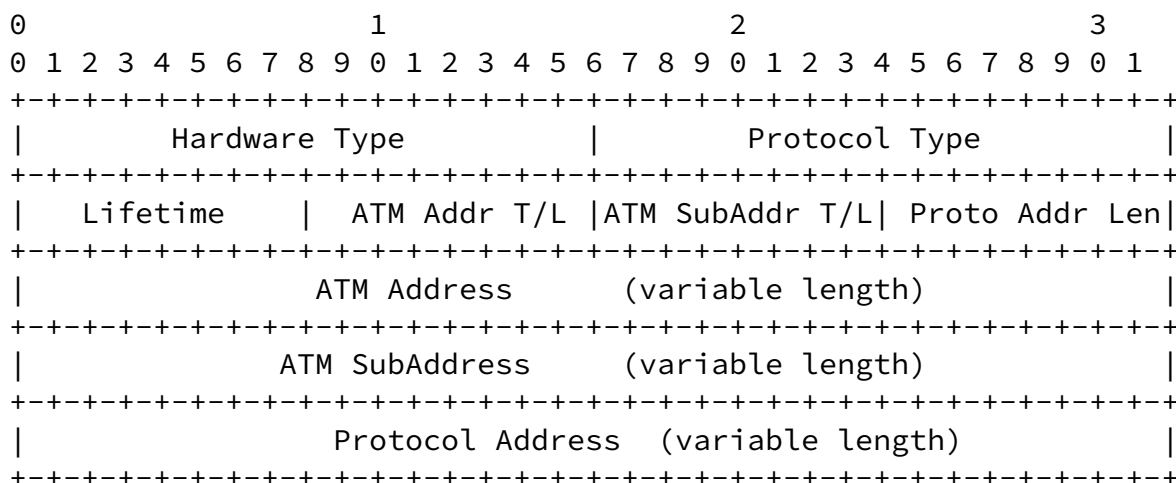 0                   1                   2                   3
0 1 2 3 4 5 6 7 8 9 0 1 2 3 4 5 6 7 8 9 0 1 2 3 4 5 6 7 8 9 0 1
+-+-+-+-+-+-+-+-+-+-+-+-+-+-+-+-+-+-+-+-+-+-+-+-+-+-+-+-+-+-+-+-+
|        Hardware Type          |        Protocol Type          |
+-+-+-+-+-+-+-+-+-+-+-+-+-+-+-+-+-+-+-+-+-+-+-+-+-+-+-+-+-+-+-+-+
|   Lifetime    |  ATM Addr T/L |ATM SubAddr T/L| Proto Addr Len|
+-+-+-+-+-+-+-+-+-+-+-+-+-+-+-+-+-+-+-+-+-+-+-+-+-+-+-+-+-+-+-+-+
|                ATM Address      (variable length)             |
+-+-+-+-+-+-+-+-+-+-+-+-+-+-+-+-+-+-+-+-+-+-+-+-+-+-+-+-+-+-+-+-+
|              ATM SubAddress     (variable length)             |
+-+-+-+-+-+-+-+-+-+-+-+-+-+-+-+-+-+-+-+-+-+-+-+-+-+-+-+-+-+-+-+-+
|                 Protocol Address  (variable length)           |
+-+-+-+-+-+-+-+-+-+-+-+-+-+-+-+-+-+-+-+-+-+-+-+-+-+-+-+-+-+-+-+-+